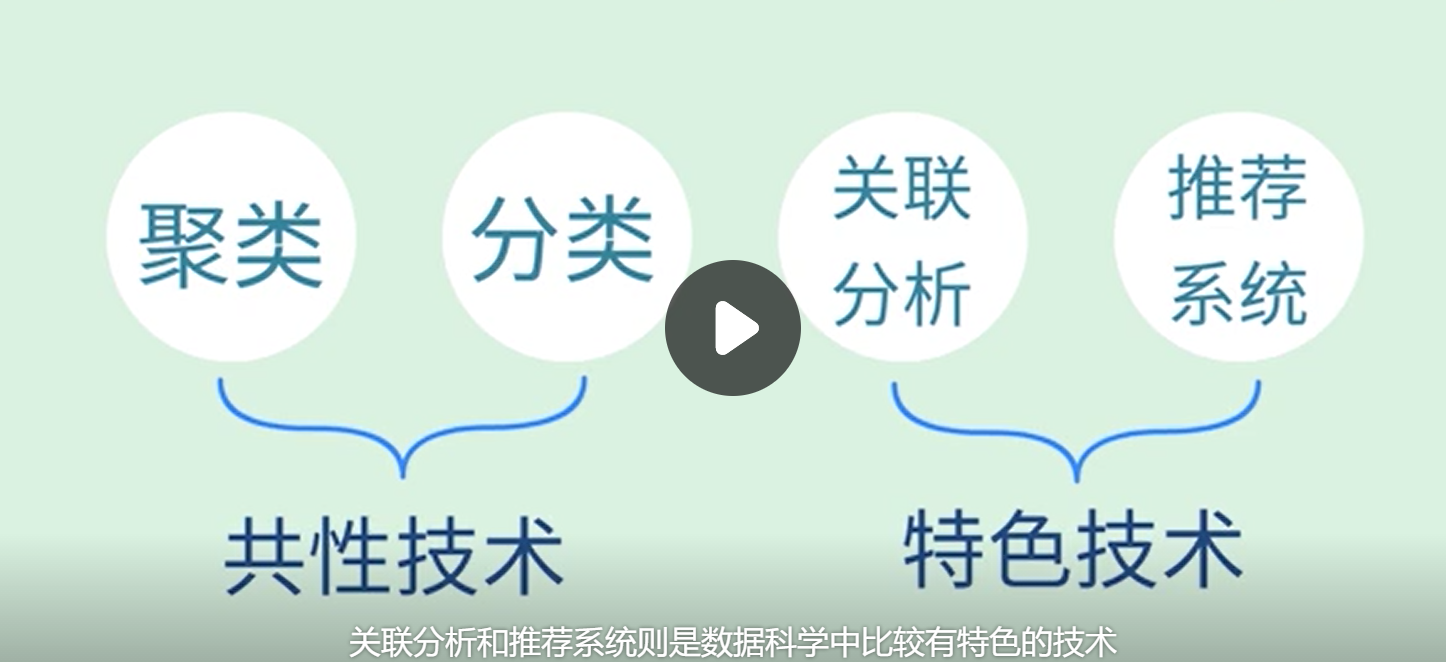 聚类
分类
关联
分析
推荐
系统
共性技术
特色技术
关联分析和推荐系统则是数据科学中比较有特色的技术